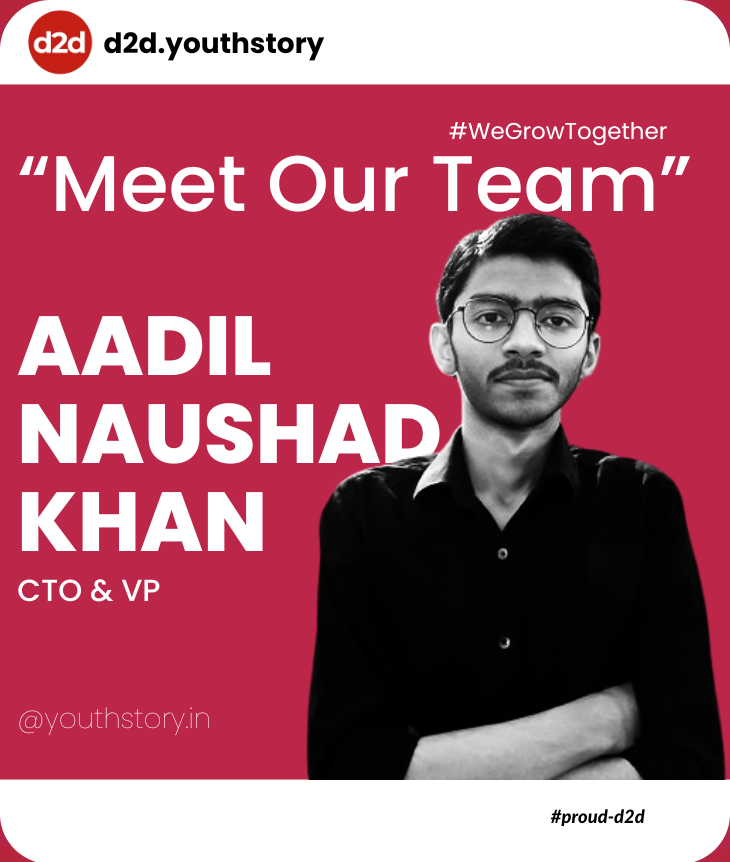 d2d d2d.youthstory
#WeGrowTogether
“Meet Our Team”
AADIL
NAUSHAD
KHAN
CTO & VP
@youthstory.in
#proud-d2d